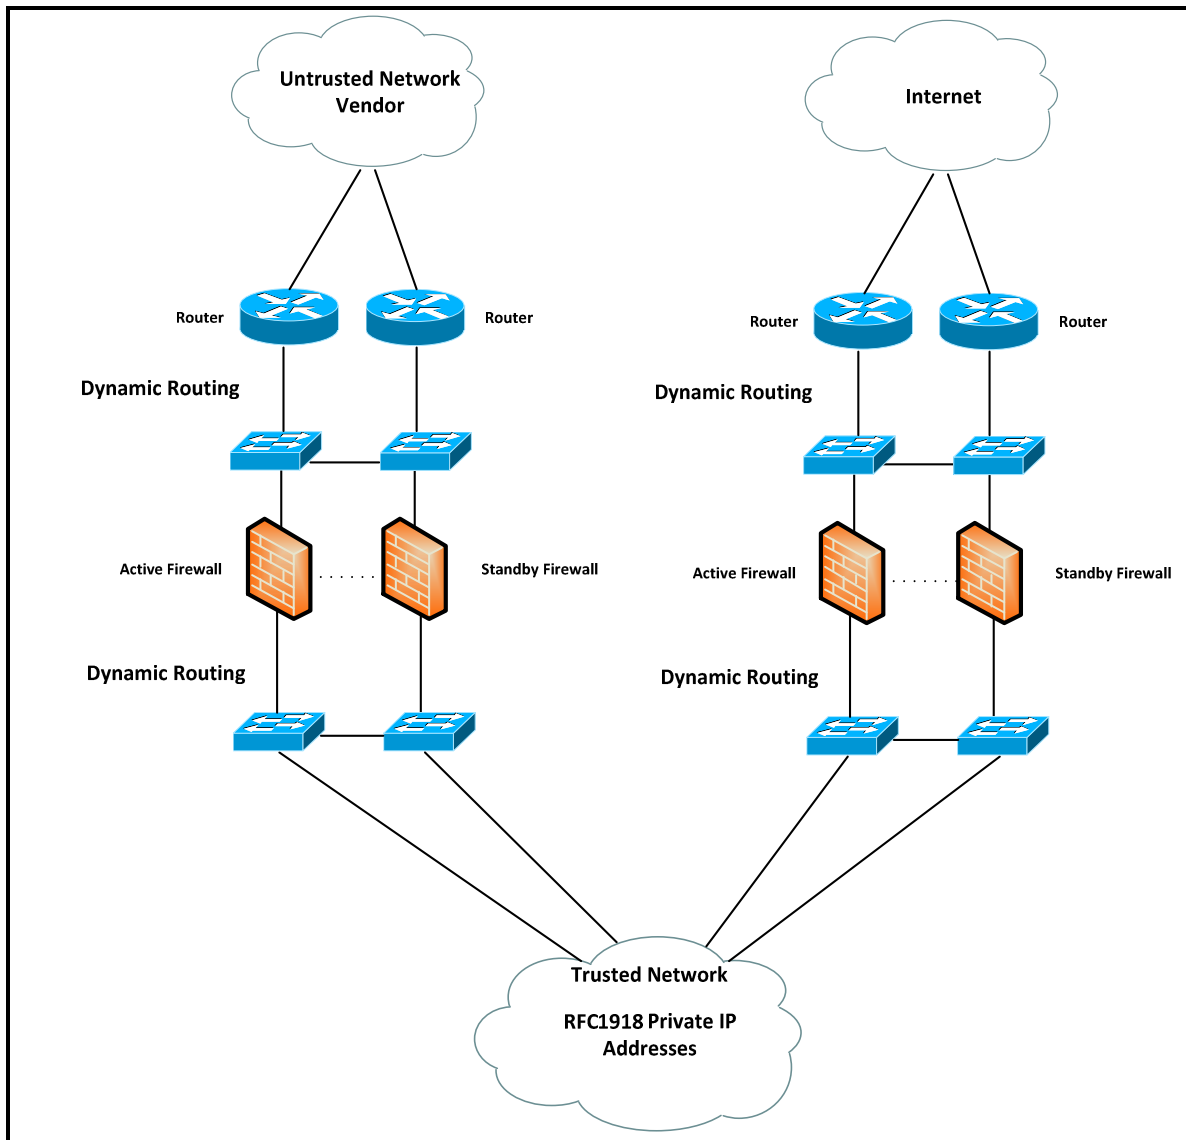 Untrusted Network
Vendor
Internet
Router
Router
Router
Router
Dynamic Routing
Dynamic Routing
Active Firewall
Standby Firewall
Active Firewall
Standby Firewall
Dynamic Routing
Dynamic Routing
Trusted Network
RFC1918 Private IP
Addresses